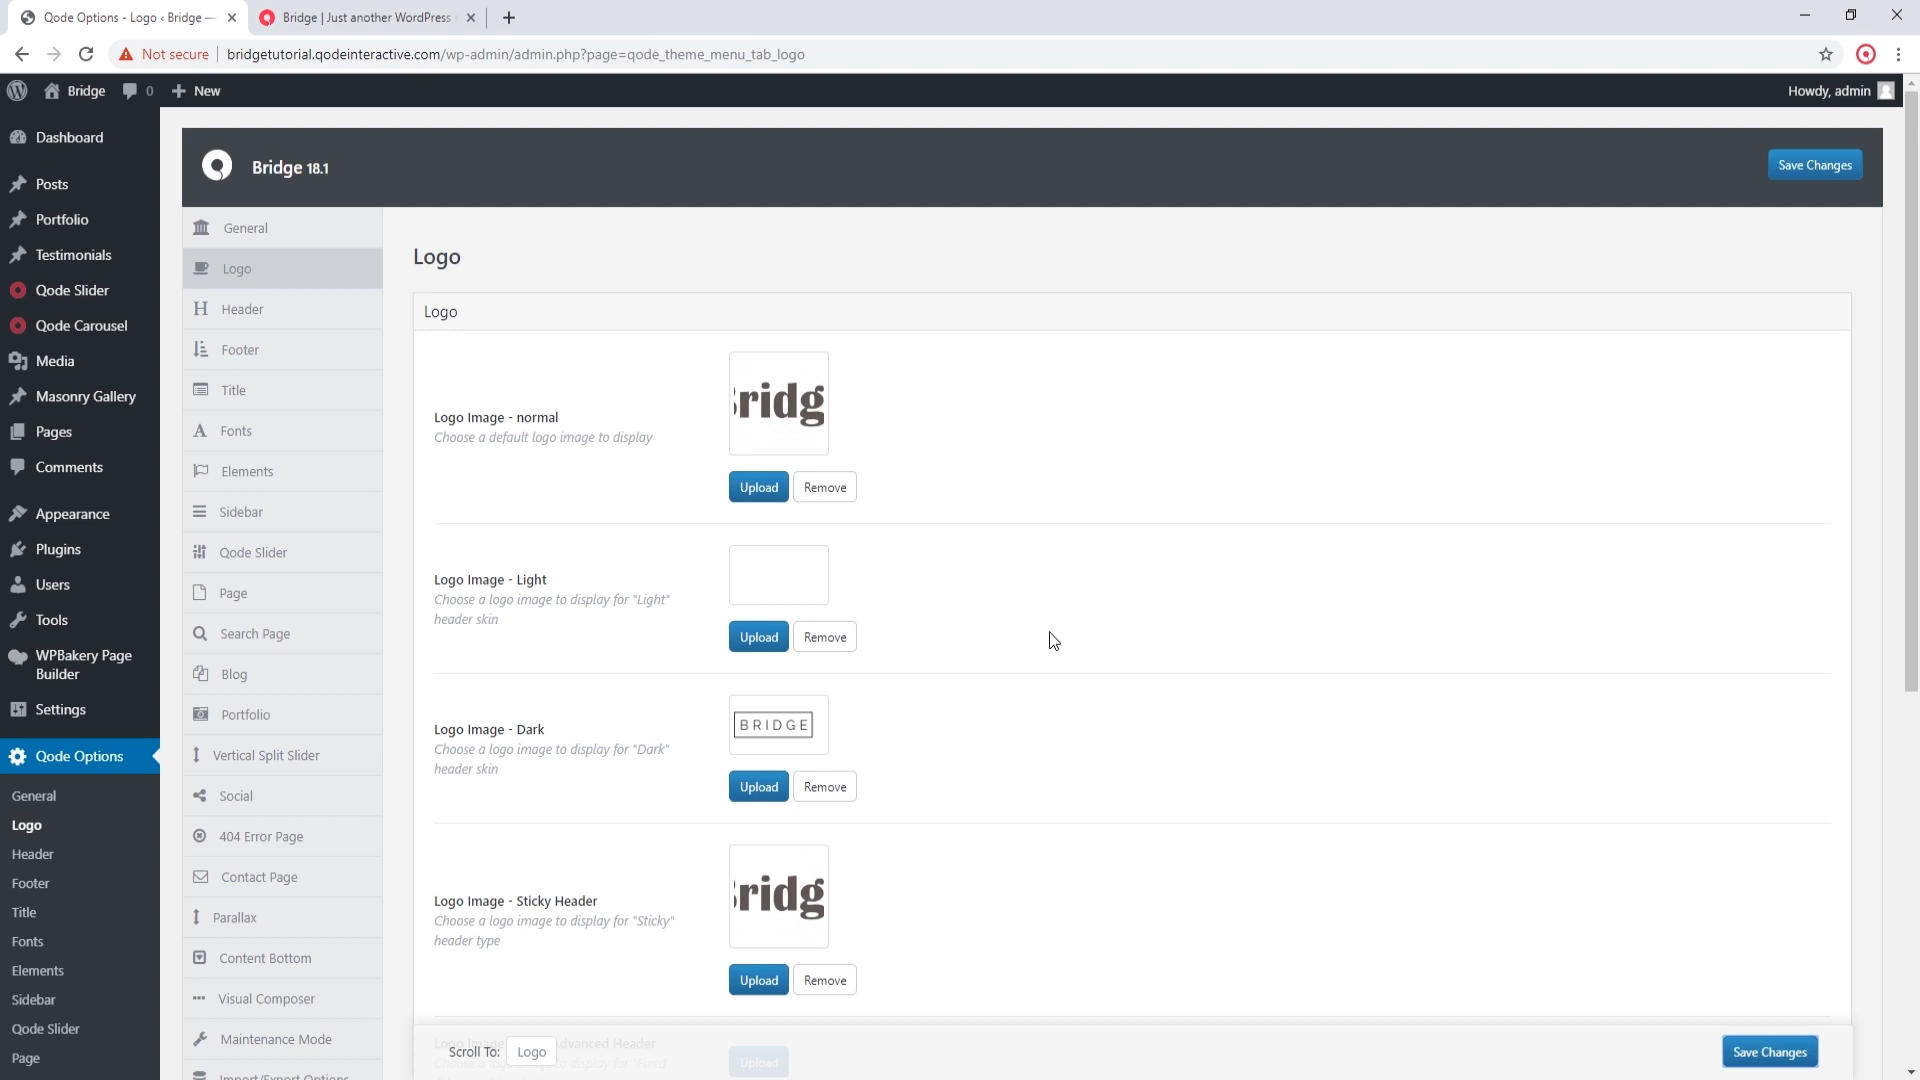 Qode Options - Logo ‹ Bridge —
Bridge | Just another WordPress
Not secure
bridgetutorial.qodeinteractive.com/wp-admin/admin.php?page=qode_theme_menu_tab_logo
Bridge
0
New
Howdy, admin
Dashboard
Posts
Portfolio
Testimonials
Qode Slider
Qode Carousel
Media
Masonry Gallery
Pages
Comments
Appearance
Plugins
Users
Tools
WPBakery Page
Builder
Settings
Qode Options
General
Logo
Header
Footer
Title
Fonts
Elements
Sidebar
Qode Slider
Page
Bridge 18.1
Save Changes
General
Logo
Header
Footer
Title
Fonts
Elements
Sidebar
Qode Slider
Page
Search Page
Blog
Portfolio
Vertical Split Slider
Social
404 Error Page
Contact Page
Parallax
Content Bottom
Visual Composer
Maintenance Mode
Import/Export Options
Logo
Logo
Logo Image - normal
Choose a default logo image to display
ridg
Upload
Remove
Logo Image - Light
Choose a logo image to display for "Light"
header skin
Upload
Remove
Logo Image - Dark
Choose a logo image to display for "Dark"
header skin
BRIDGE
Upload
Remove
Logo Image - Sticky Header
Choose a logo image to display for "Sticky"
header type
ridg
Upload
Remove
Scroll To:
Logo
Upload
Save Changes